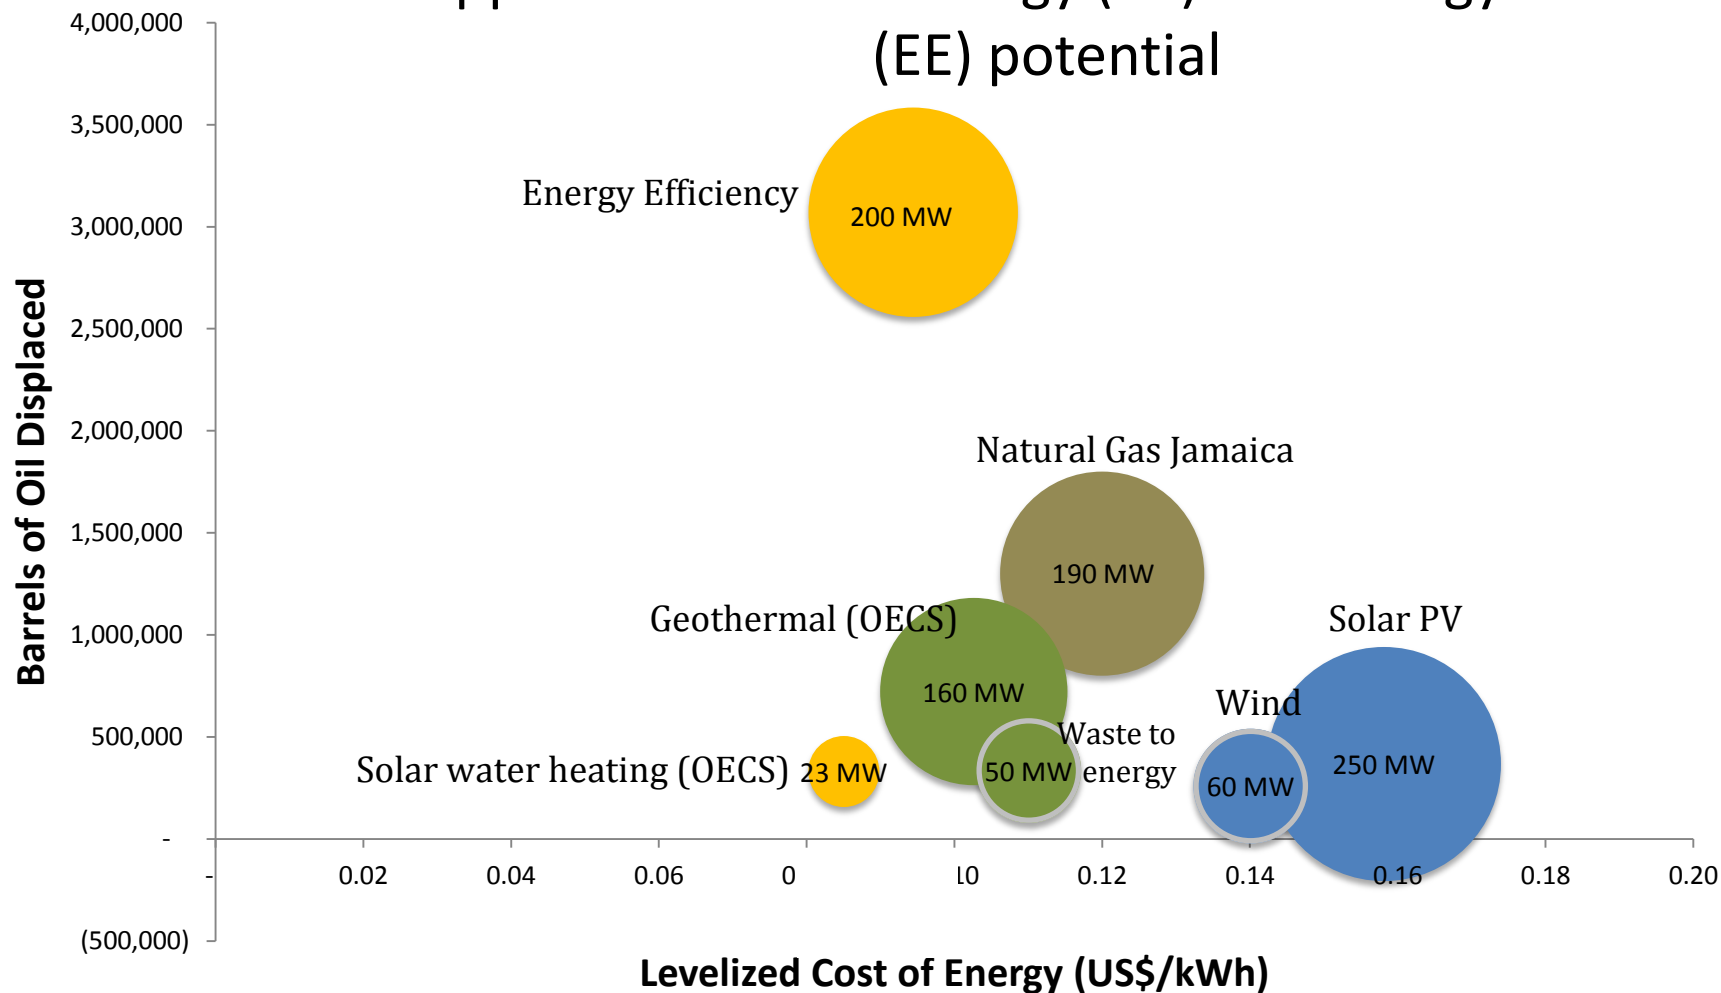 (EE) potential
4,000,000
3,500,000
3,000,000
2,500,000
2,000,000
1,500,000
1,000,000
500,000
-
(500,000)
Barrels of Oil Displaced
Energy Efficiency
200 MW
Natural Gas Jamaica
190 MW
Geothermal (OECS)
160 MW
Solar PV
250 MW
Wind
60 MW
Waste to
energy
50 MW
Solar water heating (OECS)
23 MW
-
0.02
0.04
0.06
0
10
0.12
0.14
0.16
0.18
0.20
Levelized Cost of Energy (US$/kWh)